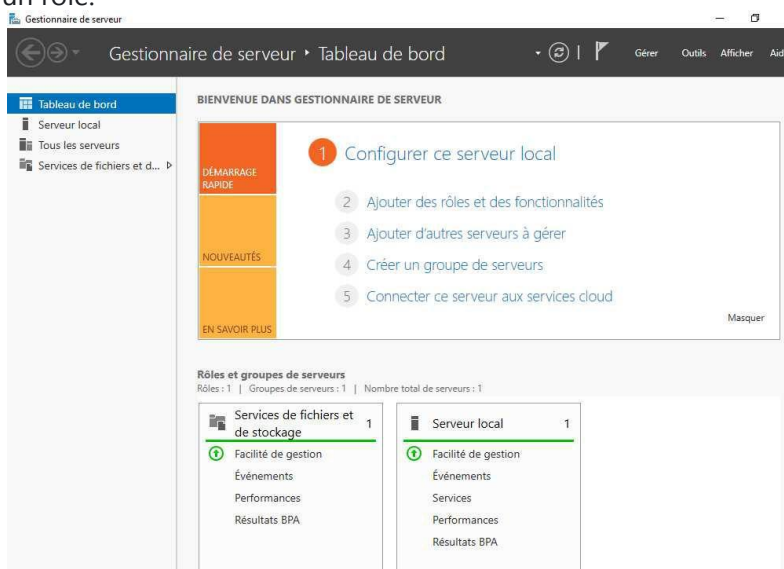 un rôle.
Gestionnaire de serveur
Gestionnaire de serveur ‣ Tableau de bord
Gérer Outils Afficher Aid
Tableau de bord
Serveur local
Tous les serveurs
Services de fichiers et d...
BIENVENUE DANS GESTIONNAIRE DE SERVEUR
DÉMARRAGE
RAPIDE
NOUVEAUTÉS
EN SAVOIR PLUS
1 Configurer ce serveur local
2 Ajouter des rôles et des fonctionnalités
3 Ajouter d'autres serveurs à gérer
4 Créer un groupe de serveurs
5 Connecter ce serveur aux services cloud
Masquer
Rôles et groupes de serveurs
Rôles : 1 | Groupes de serveurs : 1 | Nombre total de serveurs : 1
Services de fichiers et
de stockage 1
Facilité de gestion
Événements
Performances
Résultats BPA
Serveur local 1
Facilité de gestion
Événements
Services
Performances
Résultats BPA